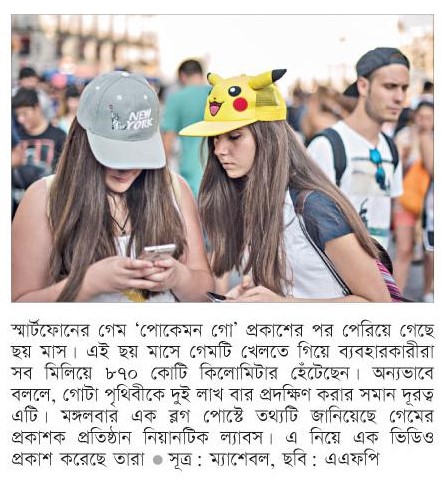 NEW YORK
স্মার্টফোনের গেম ‘পোকেমন গো’ প্রকাশের পর পেরিয়ে গেছে
ছয় মাস। এই ছয় মাসে গেমটি খেলতে গিয়ে ব্যবহারকারীরা
সব মিলিয়ে ৮৭০ কোটি কিলোমিটার হেঁটেছেন। অন্যভাবে
বললে, গোটা পৃথিবীকে দুই লাখ বার প্রদক্ষিণ করার সমান দূরত্ব
এটি। মঙ্গলবার এক ব্লগ পোস্টে তথ্যটি জানিয়েছে গেমের
প্রকাশক প্রতিষ্ঠান নিয়ানটিক ল্যাবস। এ নিয়ে এক ভিডিও
প্রকাশ করেছে তারা ● সূত্র : ম্যাশেবল, ছবি : এএফপি